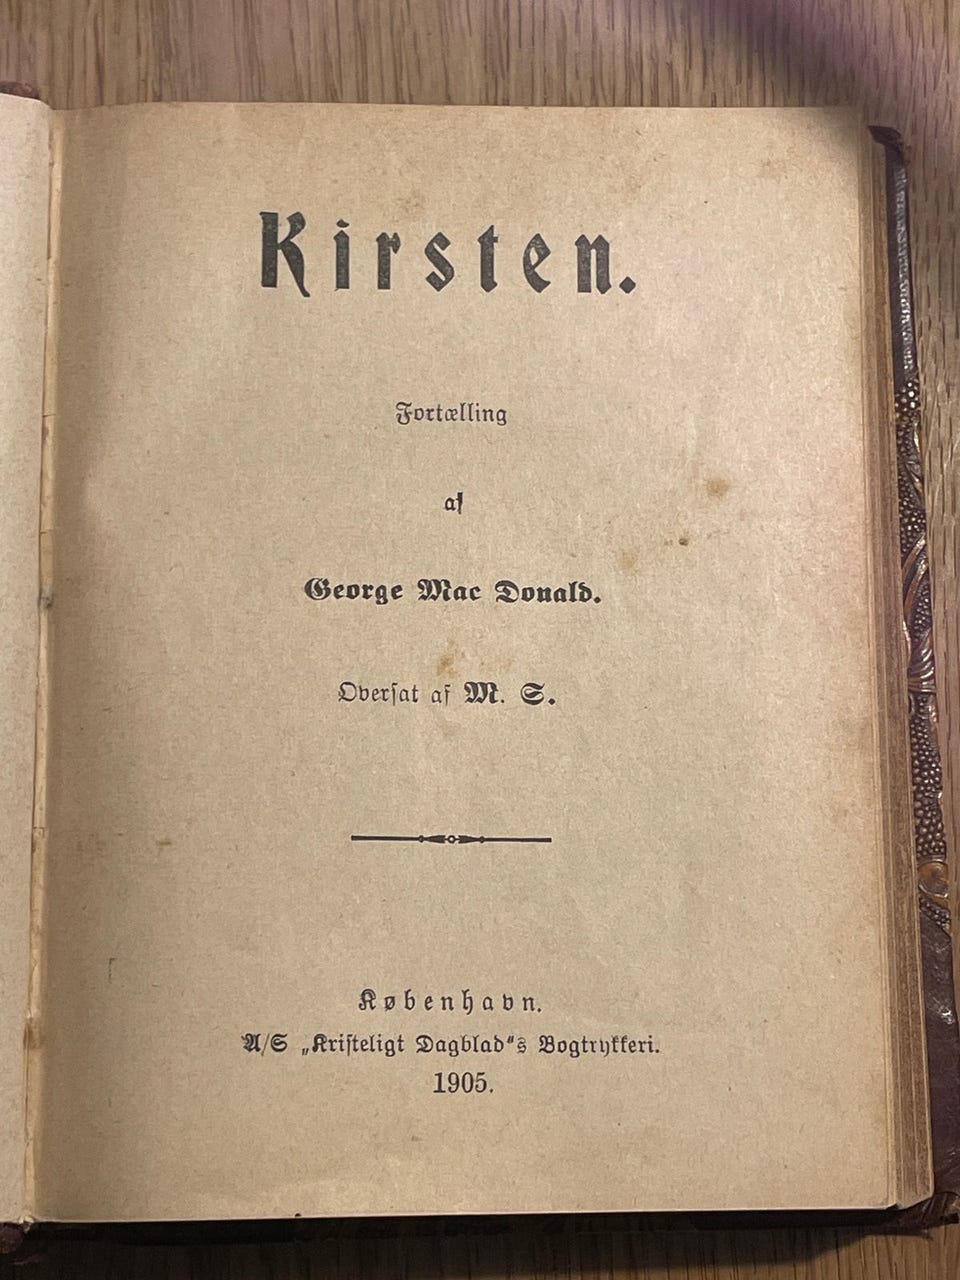 Kirsten.
Fortælling
af
George Mac Donald.
Oversat af M. S.
København.
A/S „Kristeligt Dagblad"s Bogtrykkeri.
1905.